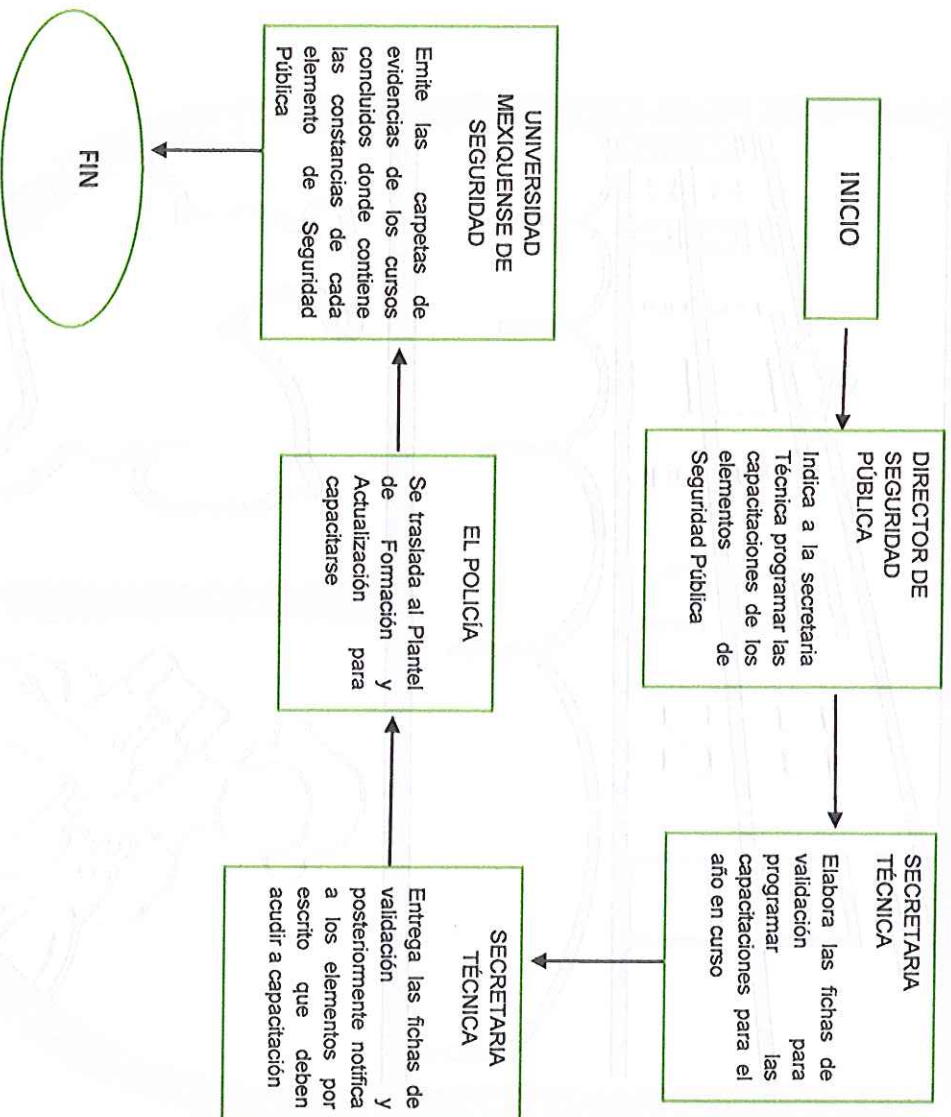 INICIO
DIRECTOR DE
SEGURIDAD
PÚBLICA
Indica a la secretaria
Técnica programar las
capacitaciones de los
elementos de
Seguridad Pública
SECRETARIA
TÉCNICA
Elabora las fichas de
validación para
programar las
capacitaciones para el
año en curso
SECRETARIA
TÉCNICA
Entrega las fichas de
validación y
posteriormente notifica
a los elementos por
escrito que deben
acudir a capacitación
EL POLICÍA
Se traslada al Plantel
de Formación y
Actualización para
capacitarse
UNIVERSIDAD
MEXIQUENSE DE
SEGURIDAD
Emite las carpetas de
evidencias de los cursos
concluidos donde contiene
las constancias de cada
elemento de Seguridad
Pública
FIN